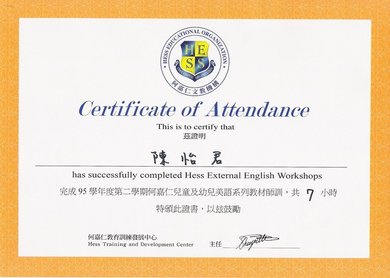 HESS EDUCATIONAL ORGANIZATION
HESS
何嘉仁文教機構
Certificate of Attendance
This is to certify that
茲證明
陳怡君
has successfully completed Hess External English Workshops
完成 95 學年度第二學期何嘉仁兒童及幼兒美語系列教材師訓，共 7 小時
特頒此證書，以茲鼓勵
何嘉仁教育訓練發展中心
Hess Training and Development Center
主任